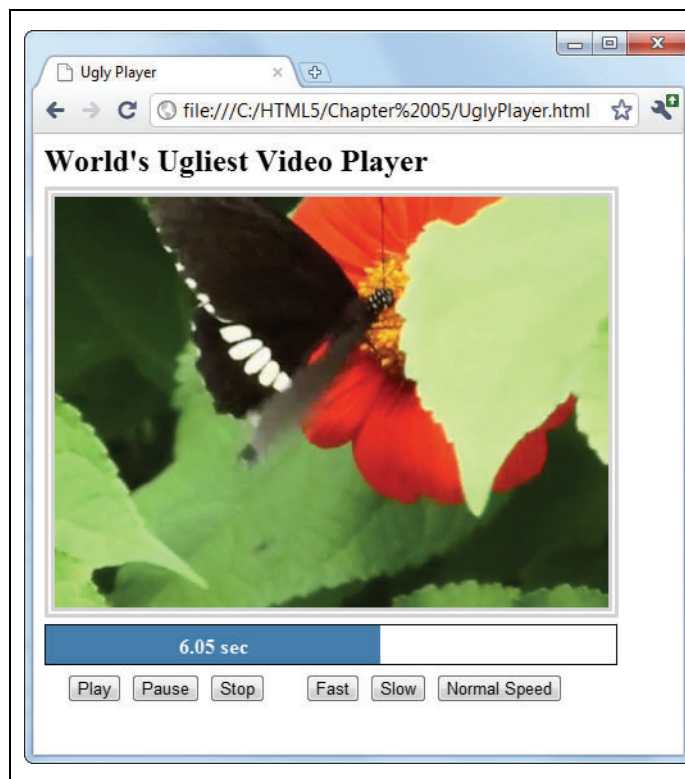 Ugly Player
file:///C:/HTML5/Chapter%2005/UglyPlayer.html
World's Ugliest Video Player
6.05 sec
Play Pause Stop Fast Slow Normal Speed